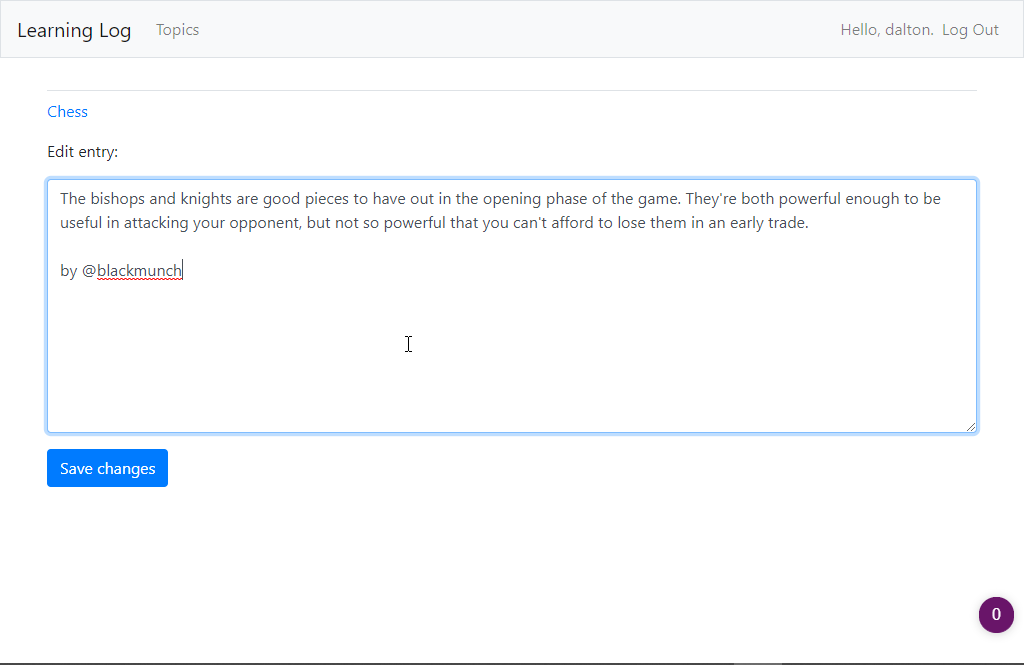 Learning Log Topics Hello, dalton. Log Out
Chess
Edit entry:
The bishops and knights are good pieces to have out in the opening phase of the game. They're both powerful enough to be
useful in attacking your opponent, but not so powerful that you can't afford to lose them in an early trade.
by @blackmunch
Save changes
0